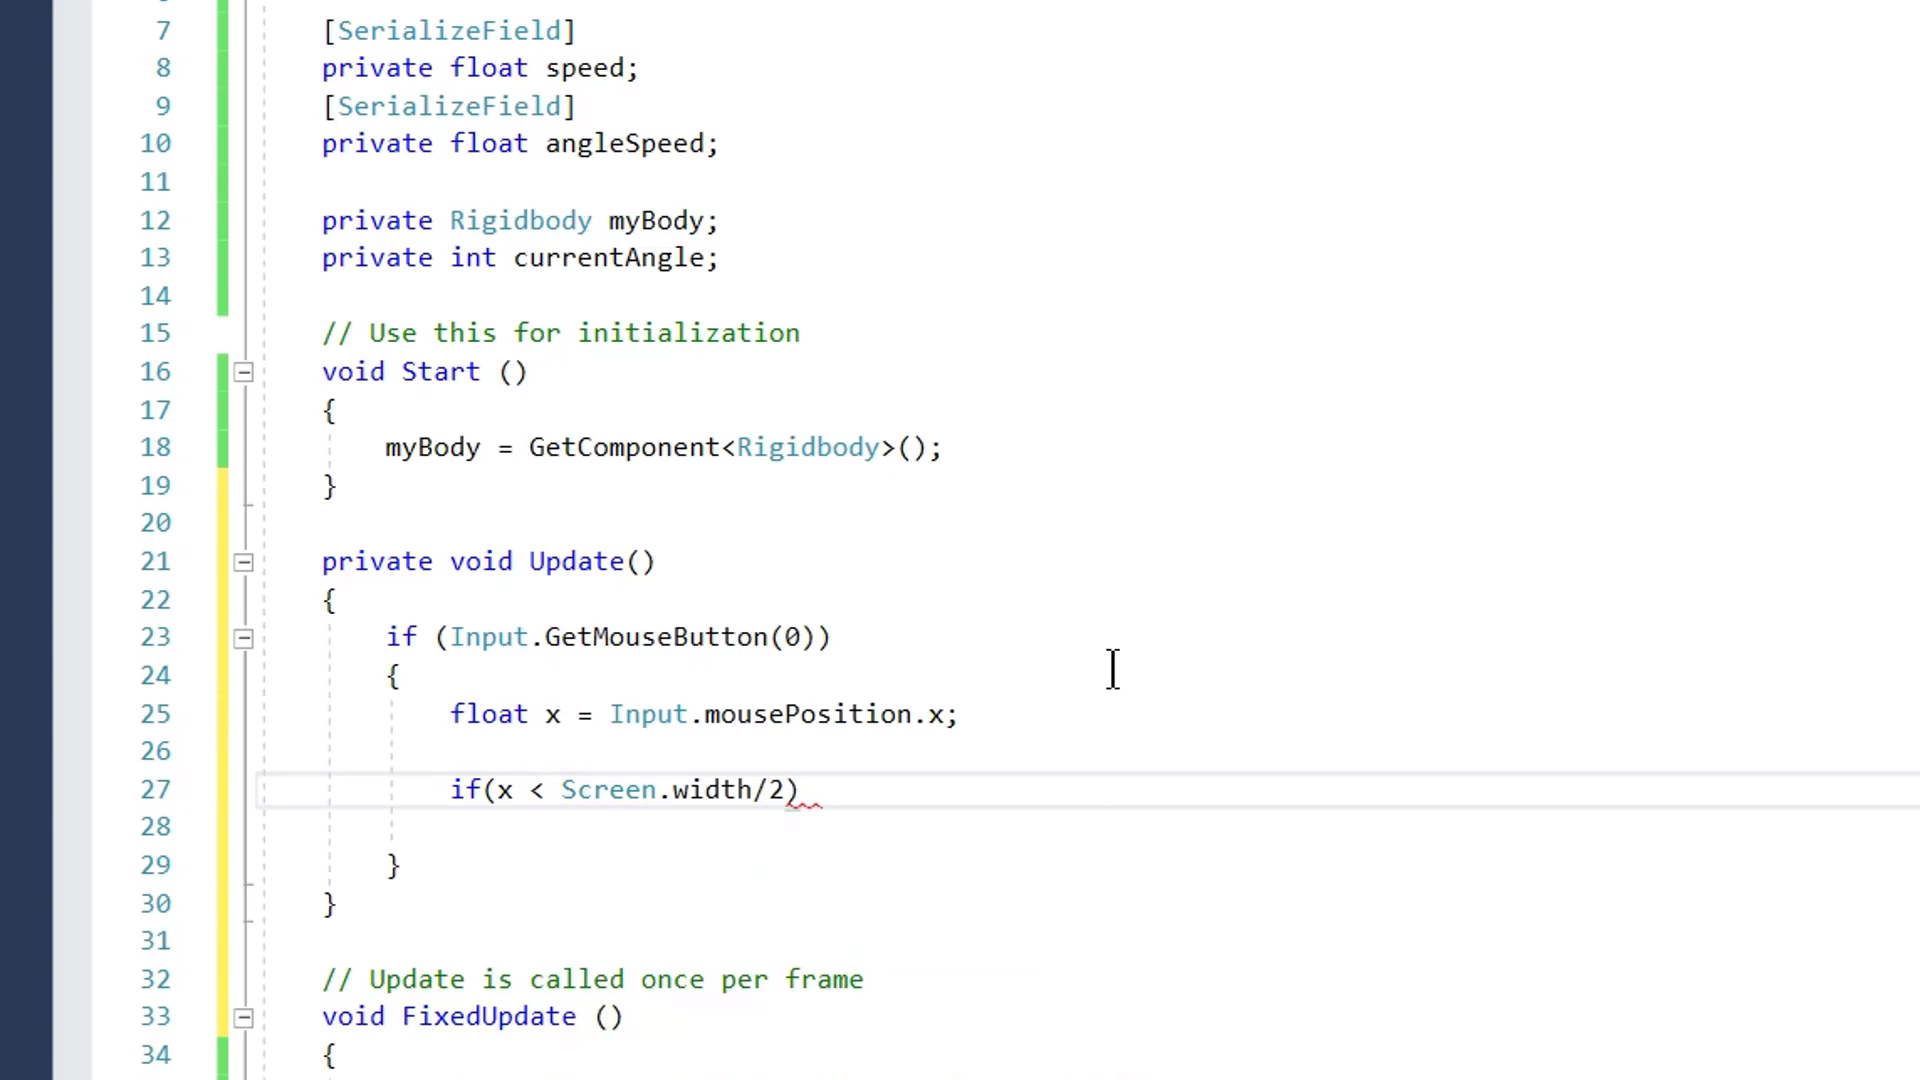 7 [SerializeField]
8 private float speed;
9 [SerializeField]
10 private float angleSpeed;
11
12 private Rigidbody myBody;
13 private int currentAngle;
14
15 // Use this for initialization
16 void Start ()
17 {
18 myBody = GetComponent<Rigidbody>();
19 }
20
21 private void Update()
22 {
23 if (Input.GetMouseButton(0))
24 {
25 float x = Input.mousePosition.x;
26
27 if(x < Screen.width/2)
28
29 }
30 }
31
32 // Update is called once per frame
33 void FixedUpdate ()
34 {